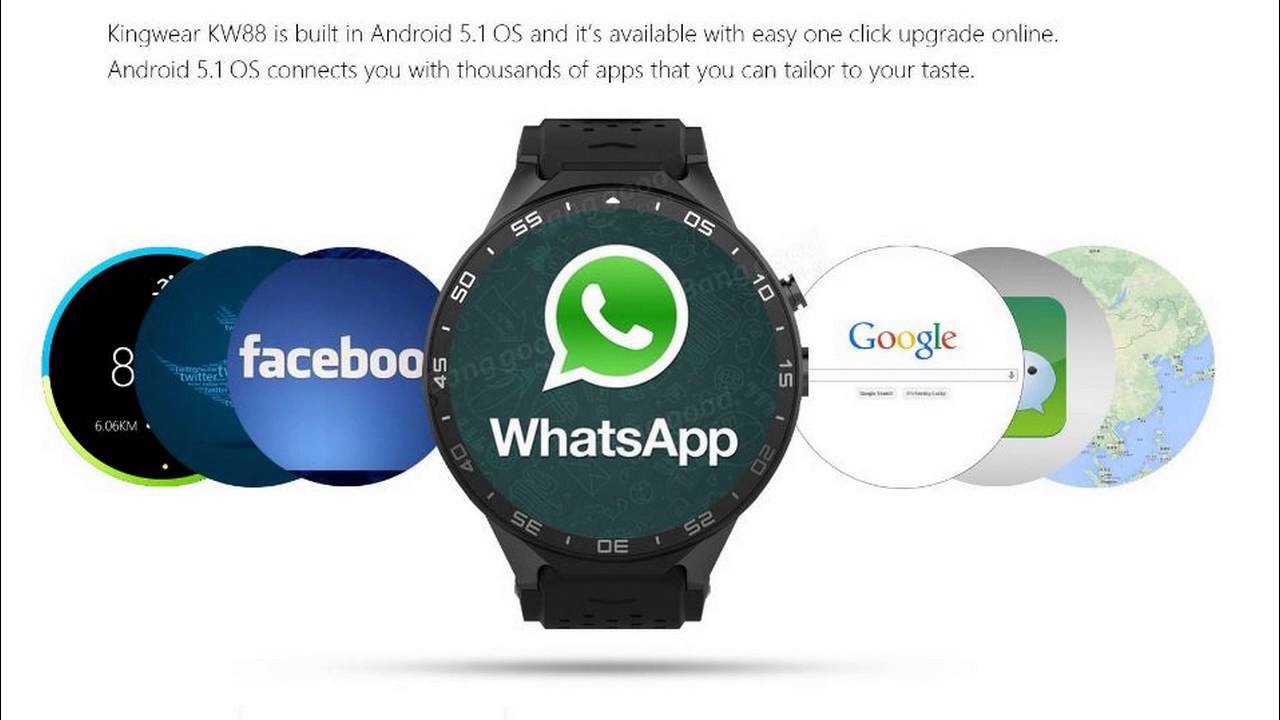 Kingwear KW88 is built in Android 5.1 OS and it's available with easy one click upgrade online.
Android 5.1 OS connects you with thousands of apps that you can tailor to your taste.
55
05
50
10
45
15
40
20
35
25
30
8
6.06KM
twitter
faceboo
WhatsApp
Google
Banggood